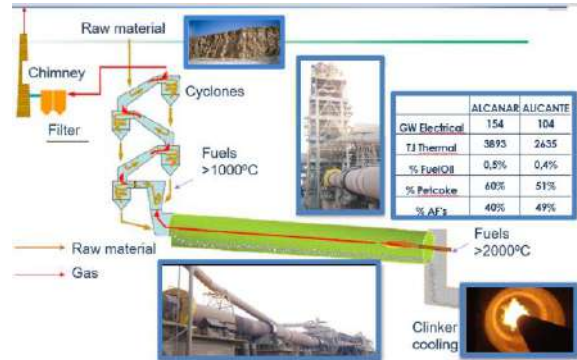 Raw material
Chimney
Cyclones
Filter
Fuels
>1000ºC
ALCANAR ALICANTE
GW Electrical 154 104
TJ Thermal 3893 2635
% FuelOil 0,5% 0,4%
% Petcoke 60% 51%
% AF's 40% 49%
Raw material
Gas
Fuels
>2000ºC
Clinker
cooling